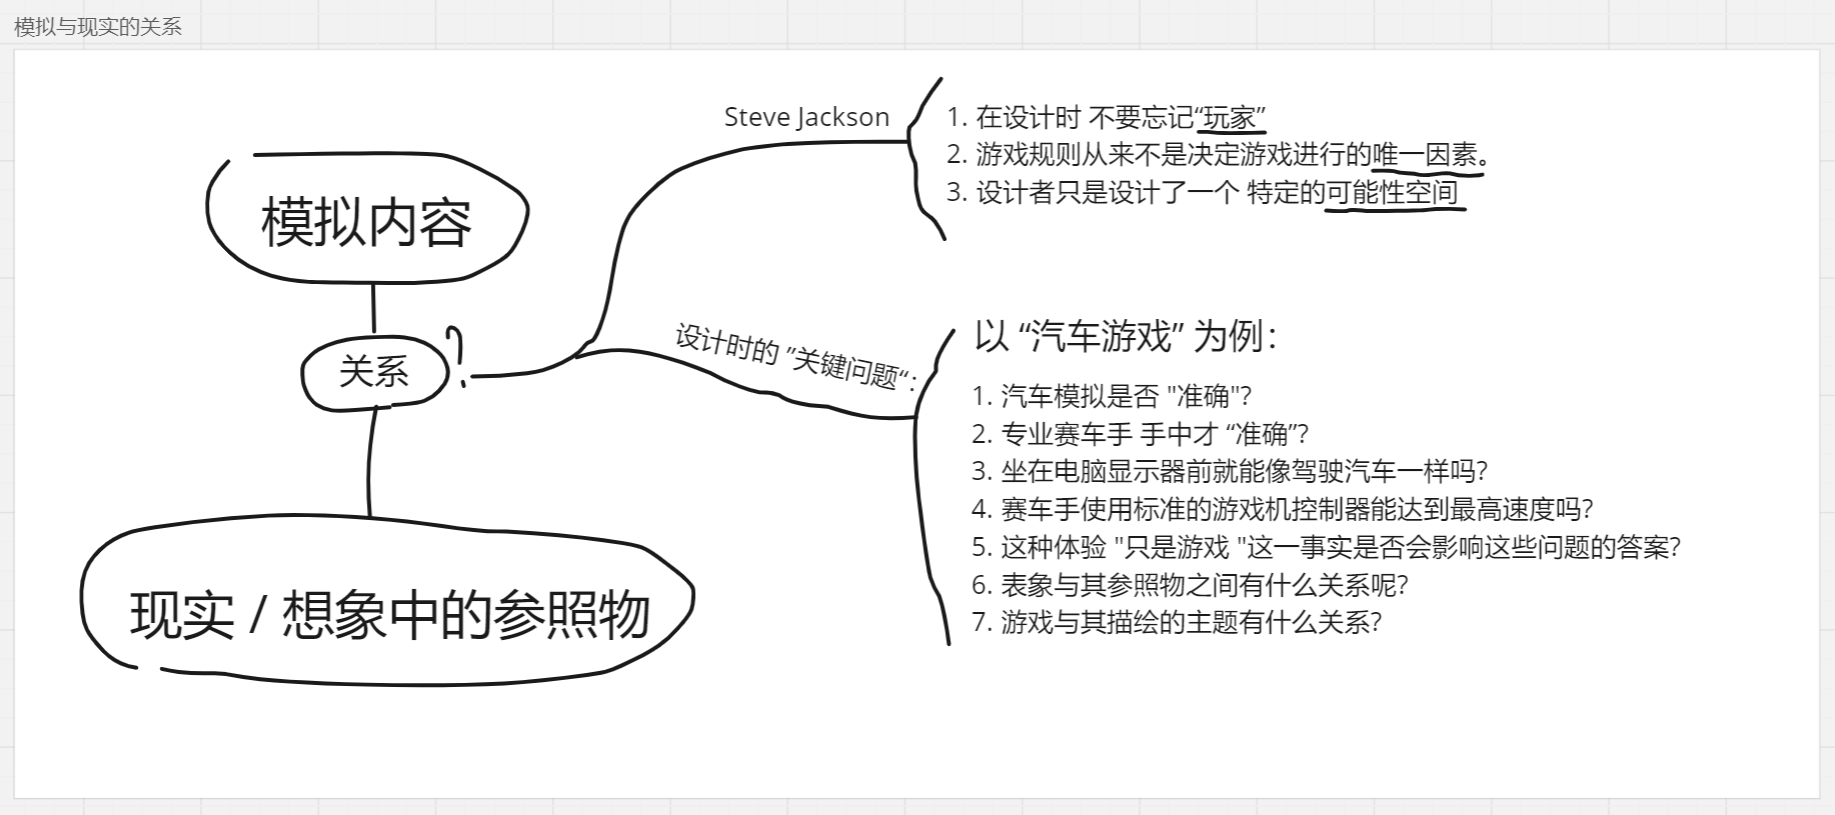 模拟与现实的关系
模拟内容
关系
?
现实 / 想象中的参照物
Steve Jackson
1. 在设计时 不要忘记“玩家”
2. 游戏规则从来不是决定游戏进行的唯一因素。
3. 设计者只是设计了一个 特定的可能性空间
设计时的 ”关键问题“：
以 “汽车游戏” 为例：
1. 汽车模拟是否 "准确"?
2. 专业赛车手 手中才 “准确”?
3. 坐在电脑显示器前就能像驾驶汽车一样吗?
4. 赛车手使用标准的游戏机控制器能达到最高速度吗?
5. 这种体验 "只是游戏 "这一事实是否会影响这些问题的答案?
6. 表象与其参照物之间有什么关系呢?
7. 游戏与其描绘的主题有什么关系?